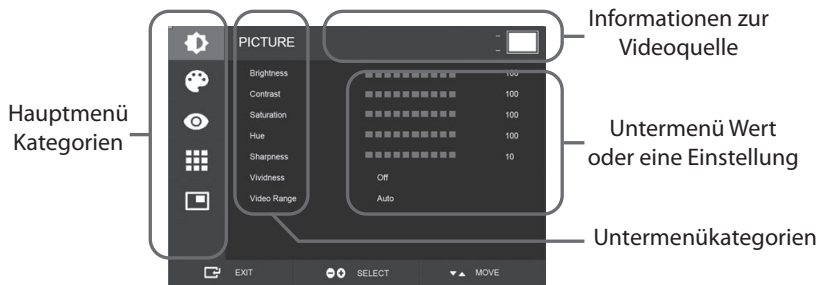 Informationen zur
Videoquelle
PICTURE
Brightness 100
Contrast 100
Saturation 100
Hue 100
Sharpness 10
Vividness Off
Video Range Auto
Hauptmenü
Kategorien
Untermenü Wert
oder eine Einstellung
Untermenükategorien
EXIT SELECT MOVE